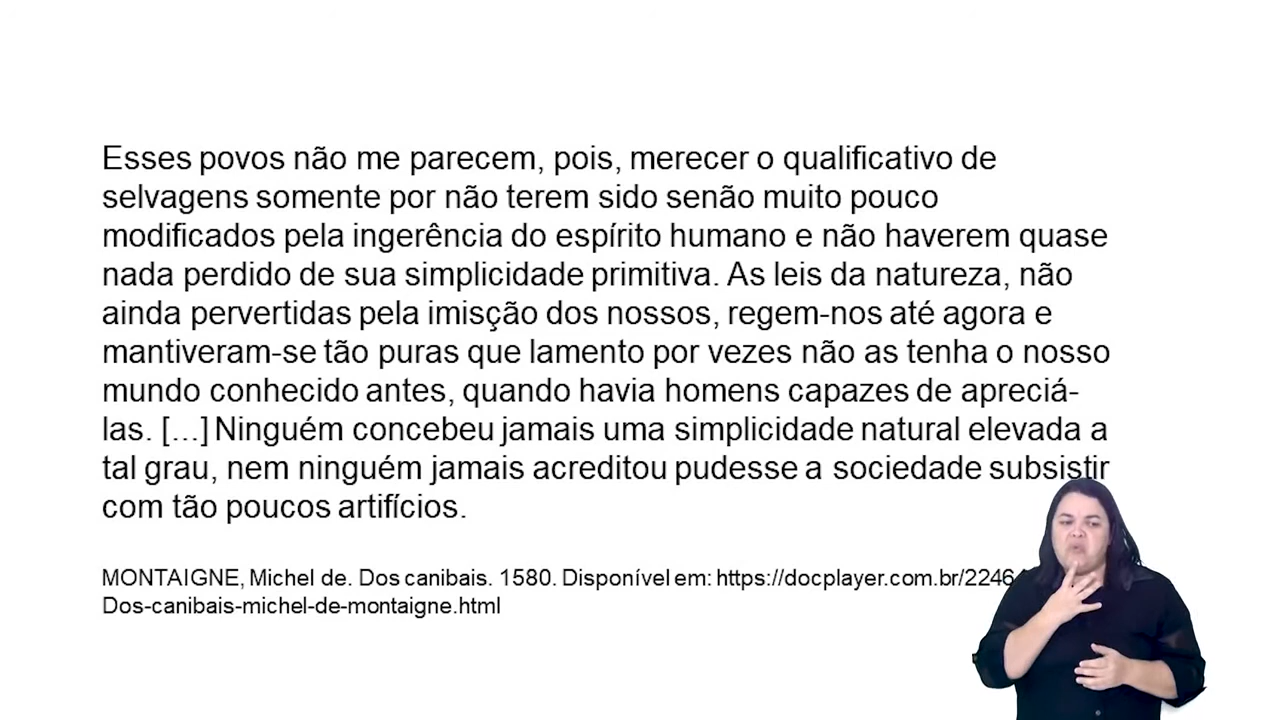 Esses povos não me parecem, pois, merecer o qualificativo de
selvagens somente por não terem sido senão muito pouco
modificados pela ingerência do espírito humano e não haverem quase
nada perdido de sua simplicidade primitiva. As leis da natureza, não
ainda pervertidas pela imisção dos nossos, regem-nos até agora e
mantiveram-se tão puras que lamento por vezes não as tenha o nosso
mundo conhecido antes, quando havia homens capazes de apreciá-
las. [...] Ninguém concebeu jamais uma simplicidade natural elevada a
tal grau, nem ninguém jamais acreditou pudesse a sociedade subsistir
com tão poucos artifícios.
MONTAIGNE, Michel de. Dos canibais. 1580. Disponível em: https://docplayer.com.br/2246
Dos-canibais-michel-de-montaigne.html